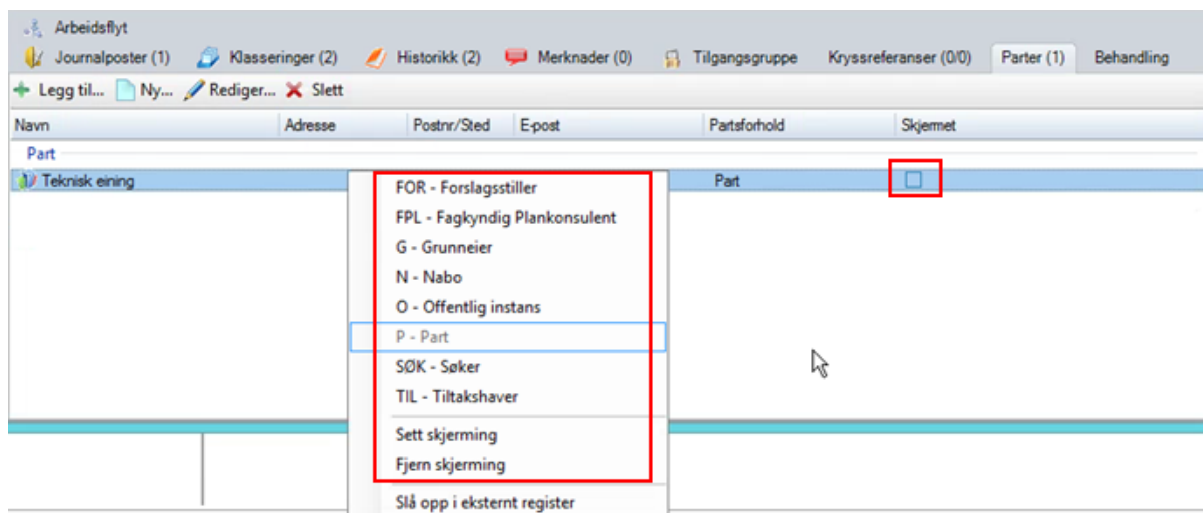 Arbeidsflyt
Journalposter (1) Klasseringer (2) Historikk (2) Merknader (0) Tilgangsgruppe Kryssreferanser (0/0) Parter (1) Behandling
Legg til... Ny... Rediger... Slett
Navn Adresse Postnr/Sted E-post Partsforhold Skjermet
Part
Teknisk eining Part
FOR - Forslagsstiller
FPL - Fagkyndig Plankonsulent
G - Grunneier
N - Nabo
O - Offentlig instans
P - Part
SØK - Søker
TIL - Tiltakshaver
Sett skjerming
Fjern skjerming
Slå opp i eksternt register